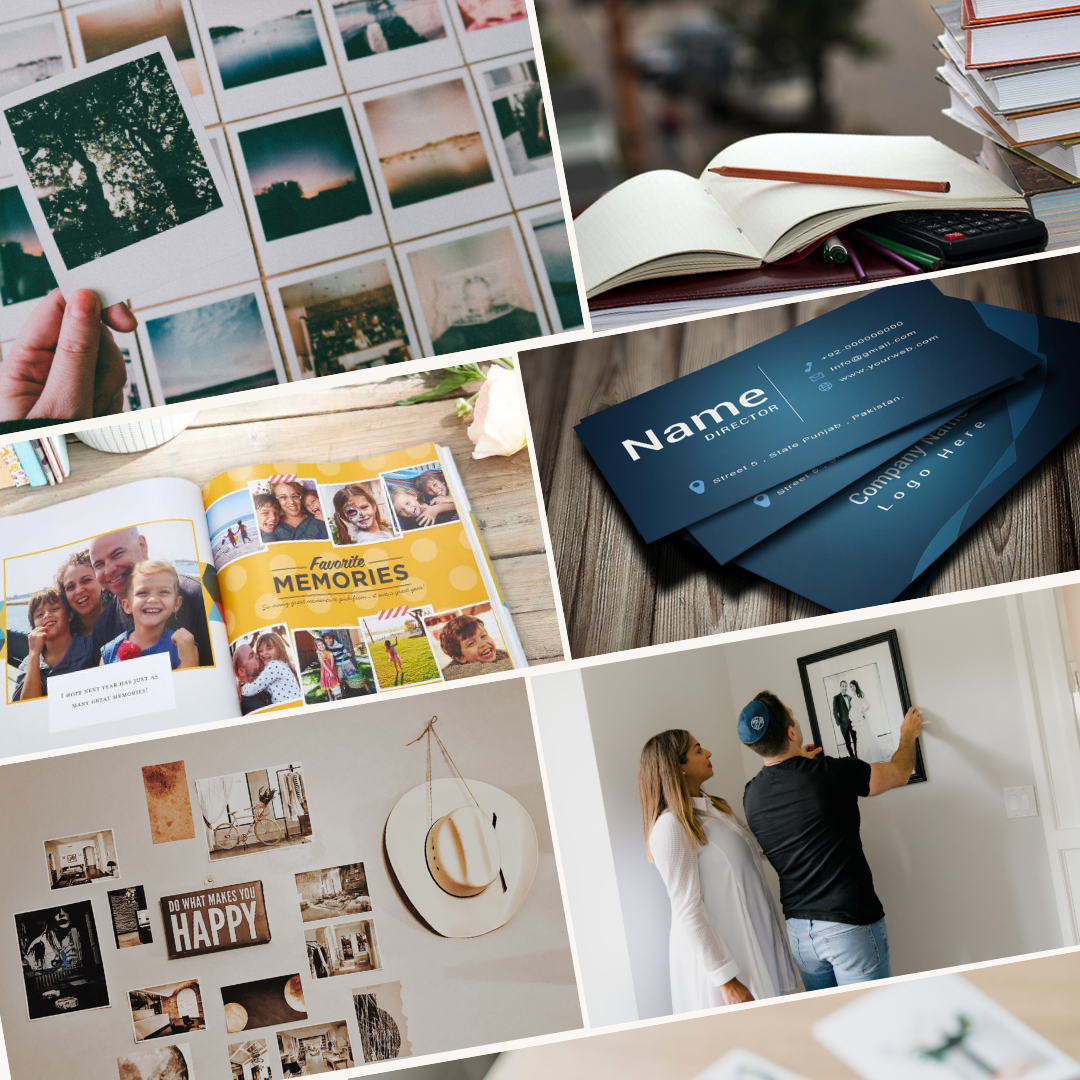 +92-000000000
Info@gmail.com
www.yourweb.com
Name
DIRECTOR
Street 5 , State Punjab , Pakistan.
Company Name
Logo Here
Favorite
MEMORIES
I HOPE NEXT YEAR HAS JUST AS
MANY GREAT MEMORIES!
DO WHAT MAKES YOU
HAPPY